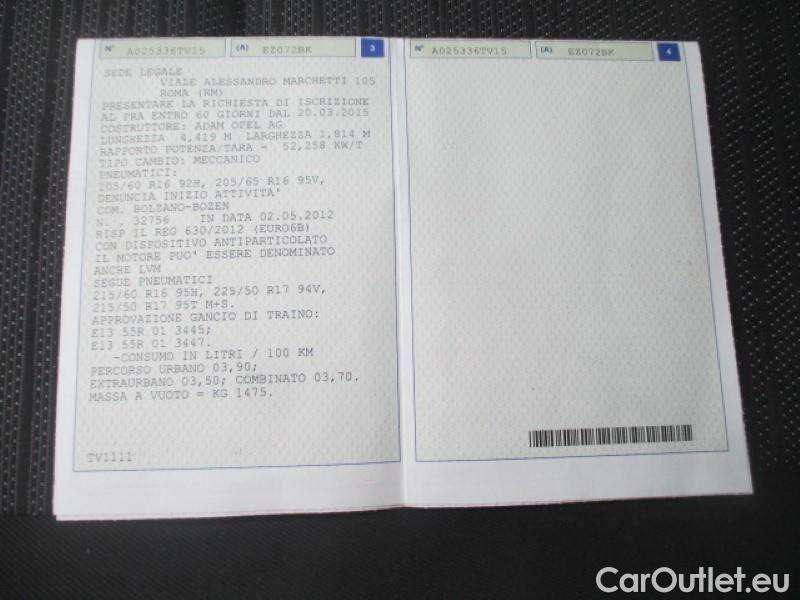 N° A025336TV15 (A) EZ072BK 3
SEDE LEGALE
VIALE ALESSANDRO MARCHETTI 105
ROMA (RM)
PRESENTARE LA RICHIESTA DI ISCRIZIONE
AL PRA ENTRO 60 GIORNI DAL 20.03.2015
COSTRUTTORE: ADAM OPEL AG
LUNGHEZZA 4,419 M LARGHEZZA 1,814 M
RAPPORTO POTENZA/TARA = 52,258 KW/T
TIPO CAMBIO: MECCANICO
PNEUMATICI:
205/60 R16 92H, 205/65 R16 95V,
DENUNCIA INIZIO ATTIVITA'
COM. BOLZANO-BOZEN
N. . 32756 IN DATA 02.05.2012
RISP IL REG 630/2012 (EURO6B)
CON DISPOSITIVO ANTIPARTICOLATO
IL MOTORE PUO' ESSERE DENOMINATO
ANCHE LVM
SEGUE PNEUMATICI
215/60 R16 95H, 225/50 R17 94V,
215/50 R17 95T M+S.
APPROVAZIONE GANCIO DI TRAINO:
E13 55R 01 3445;
E13 55R 01 3447.
-CONSUMO IN LITRI / 100 KM
PERCORSO URBANO 03,90;
EXTRAURBANO 03,50; COMBINATO 03,70.
MASSA A VUOTO = KG 1475.
TV1111
N° A025336TV15 (A) EZ072BK 4
CarOutlet.eu